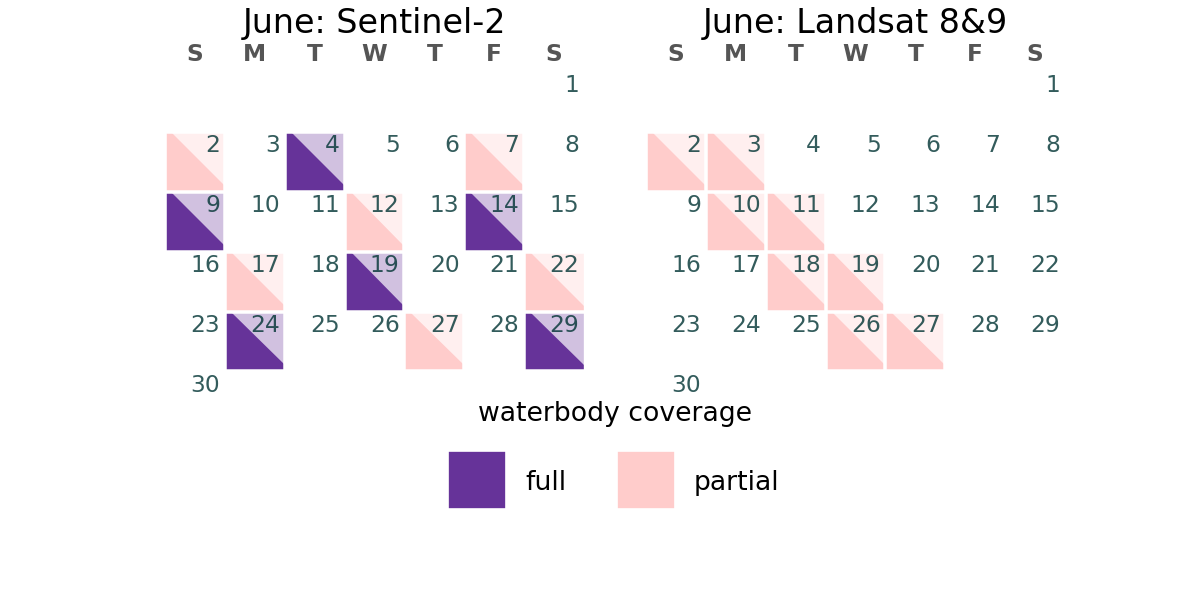 June: Sentinel-2
S M T W T F S
1
2 3 4 5 6 7 8
9 10 11 12 13 14 15
16 17 18 19 20 21 22
23 24 25 26 27 28 29
30
June: Landsat 8&9
S M T W T F S
1
2 3 4 5 6 7 8
9 10 11 12 13 14 15
16 17 18 19 20 21 22
23 24 25 26 27 28 29
30
waterbody coverage
full
partial